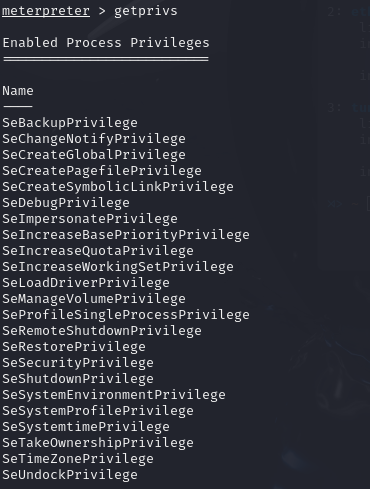 meterpreter > getprivs
Enabled Process Privileges
==========================
Name
----
SeBackupPrivilege
SeChangeNotifyPrivilege
SeCreateGlobalPrivilege
SeCreatePagefilePrivilege
SeCreateSymbolicLinkPrivilege
SeDebugPrivilege
SeImpersonatePrivilege
SeIncreaseBasePriorityPrivilege
SeIncreaseQuotaPrivilege
SeIncreaseWorkingSetPrivilege
SeLoadDriverPrivilege
SeManageVolumePrivilege
SeProfileSingleProcessPrivilege
SeRemoteShutdownPrivilege
SeRestorePrivilege
SeSecurityPrivilege
SeShutdownPrivilege
SeSystemEnvironmentPrivilege
SeSystemProfilePrivilege
SeSystemtimePrivilege
SeTakeOwnershipPrivilege
SeTimeZonePrivilege
SeUndockPrivilege